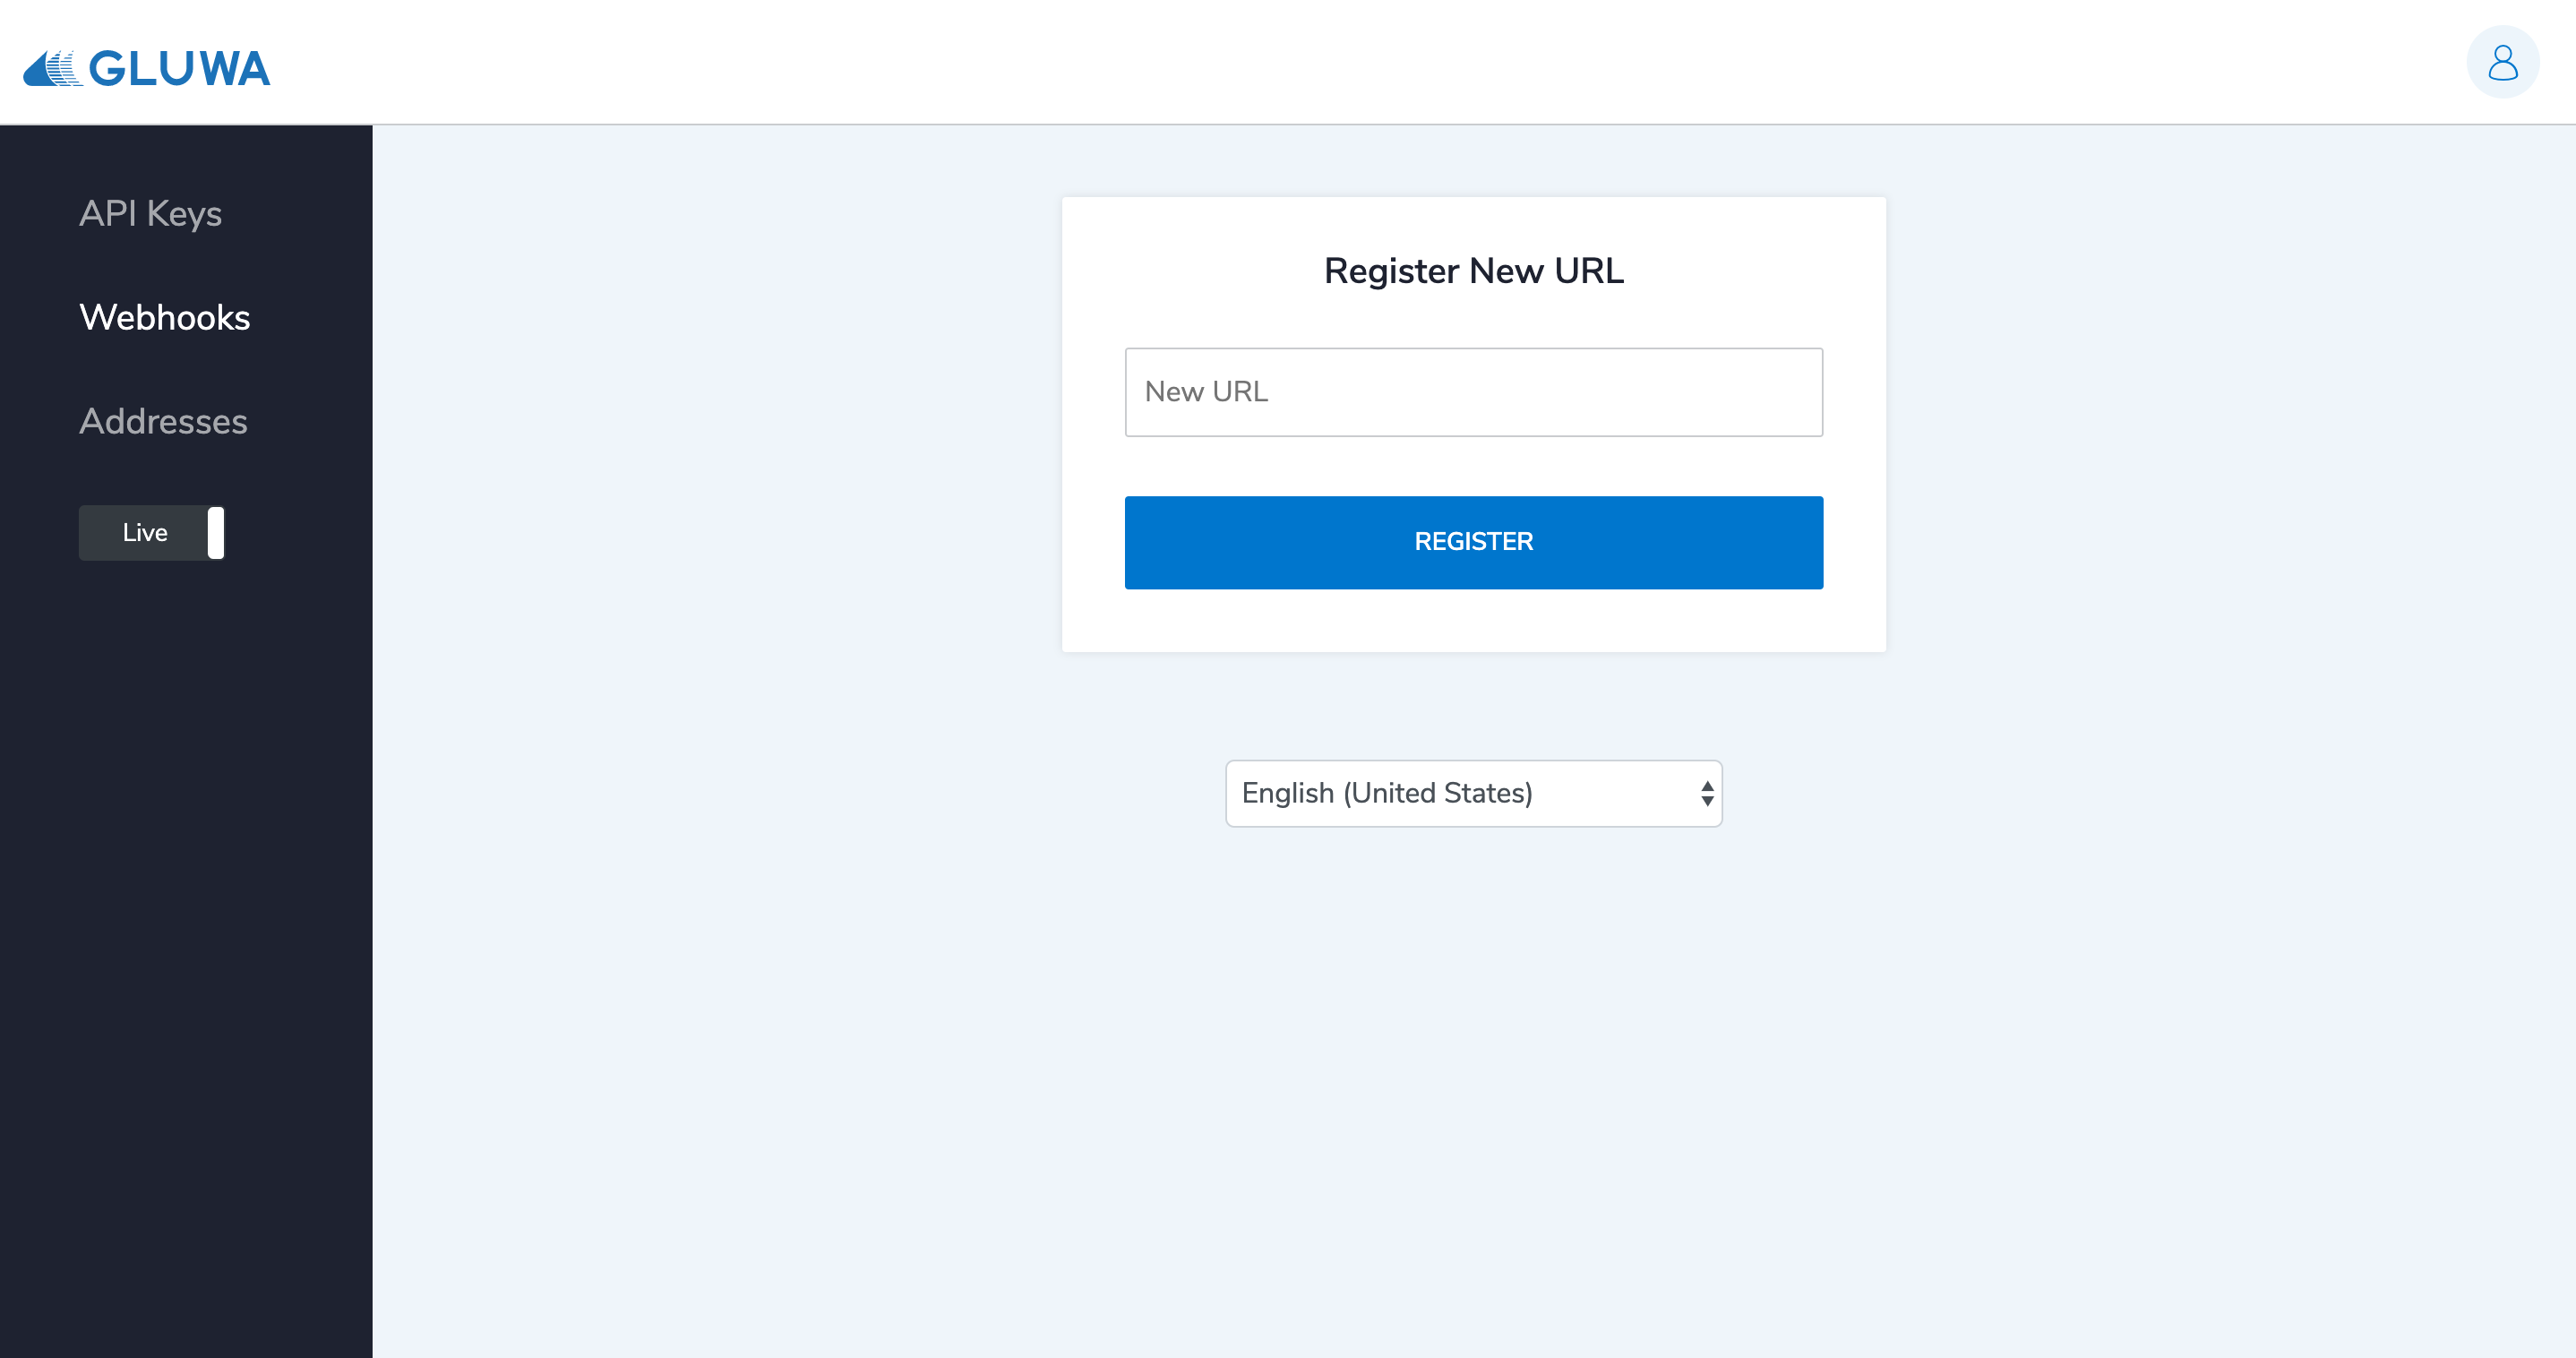 GLUWA
API Keys
Webhooks
Addresses
Live
Register New URL
New URL
REGISTER
English (United States)